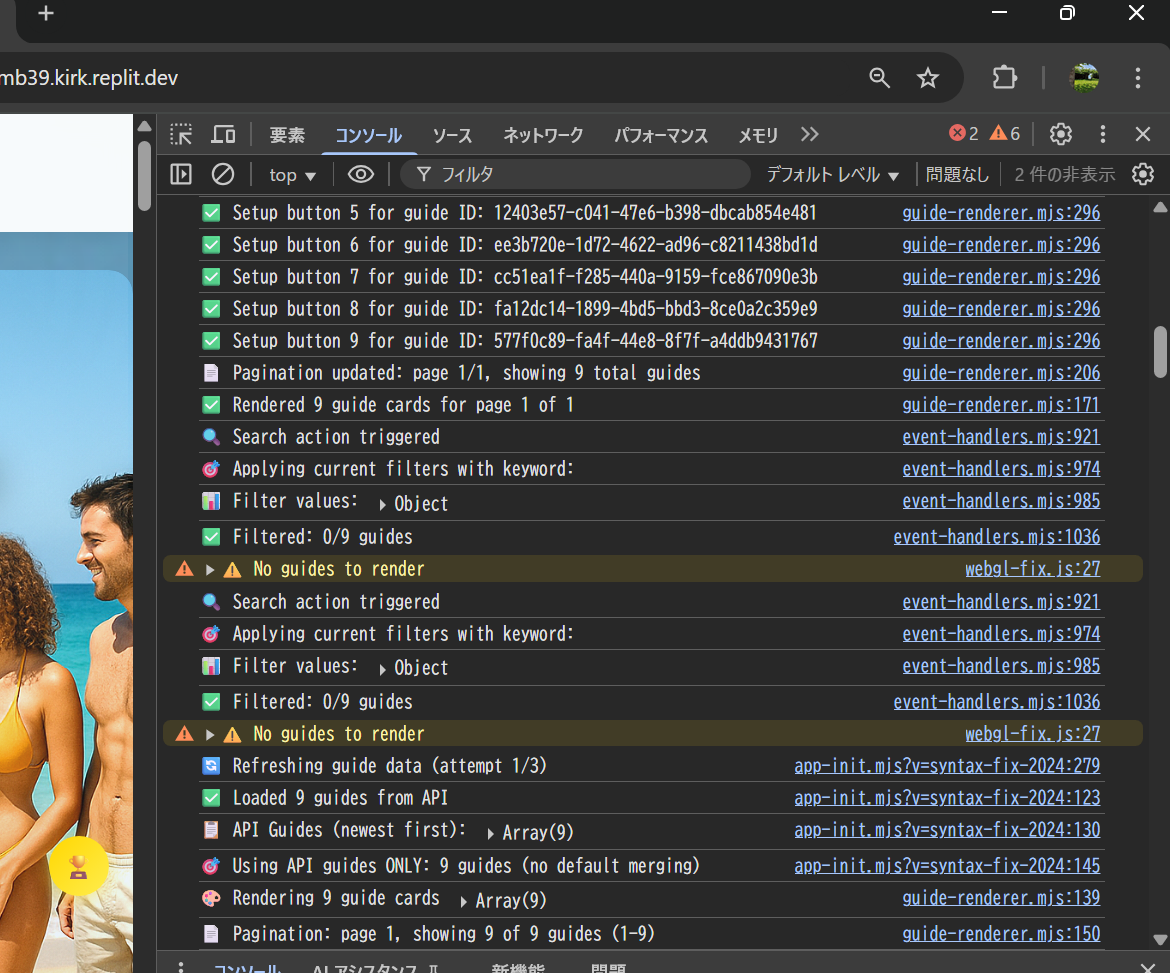 mb39.kirk.replit.dev
要素 コンソール ソース ネットワーク パフォーマンス メモリ 2 6
top フィルタ デフォルト レベル 問題なし 2 件の非表示
Setup button 5 for guide ID: 12403e57-c041-47e6-b398-dbcab854e481 guide-renderer.mjs:296
Setup button 6 for guide ID: ee3b720e-1d72-4622-ad96-c8211438bd1d guide-renderer.mjs:296
Setup button 7 for guide ID: cc51ea1f-f285-440a-9159-fce867090e3b guide-renderer.mjs:296
Setup button 8 for guide ID: fa12dc14-1899-4bd5-bbd3-8ce0a2c359e9 guide-renderer.mjs:296
Setup button 9 for guide ID: 577f0c89-fa4f-44e8-8f7f-a4ddb9431767 guide-renderer.mjs:296
Pagination updated: page 1/1, showing 9 total guides guide-renderer.mjs:206
Rendered 9 guide cards for page 1 of 1 guide-renderer.mjs:171
Search action triggered event-handlers.mjs:921
Applying current filters with keyword: event-handlers.mjs:974
Filter values: Object event-handlers.mjs:985
Filtered: 0/9 guides event-handlers.mjs:1036
No guides to render webgl-fix.js:27
Search action triggered event-handlers.mjs:921
Applying current filters with keyword: event-handlers.mjs:974
Filter values: Object event-handlers.mjs:985
Filtered: 0/9 guides event-handlers.mjs:1036
No guides to render webgl-fix.js:27
Refreshing guide data (attempt 1/3) app-init.mjs?v=syntax-fix-2024:279
Loaded 9 guides from API app-init.mjs?v=syntax-fix-2024:123
API Guides (newest first): Array(9) app-init.mjs?v=syntax-fix-2024:130
Using API guides ONLY: 9 guides (no default merging) app-init.mjs?v=syntax-fix-2024:145
Rendering 9 guide cards Array(9) guide-renderer.mjs:139
Pagination: page 1, showing 9 of 9 guides (1-9) guide-renderer.mjs:150
コンソール AI アシスタンス 新機能 問題